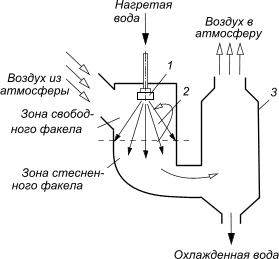 Нагретая
вода
Воздух в
атмосферу
1
Воздух из
атмосферы
2
3
Зона свобод-
ного факела
Зона стеснен-
ного факела
Охлажденная вода